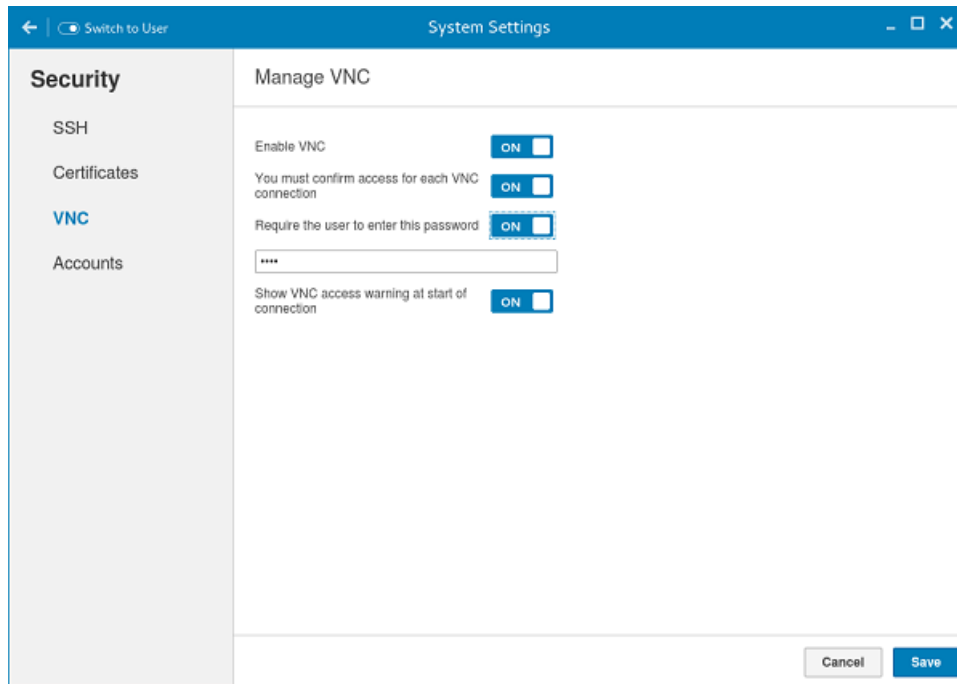 Switch to User
System Settings
Security
SSH
Certificates
VNC
Accounts
Manage VNC
Enable VNC
ON
You must confirm access for each VNC
connection
ON
Require the user to enter this password
ON
••••
Show VNC access warning at start of
connection
ON
Cancel
Save